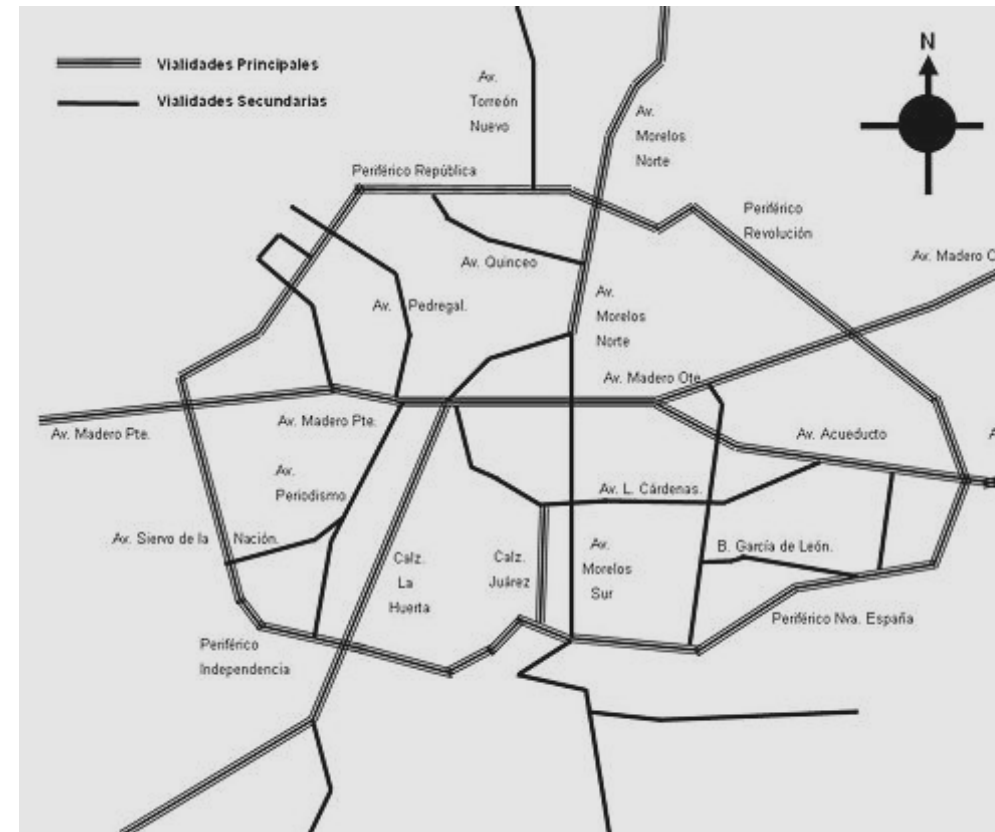 Vialidades Principales
Vialidades Secundarias
N
Av.
Torreón
Nuevo
Av.
Morelos
Norte
Periférico República
Periférico
Revolución
Av. Quinceo
Av. Madero O
Av. Pedregal.
Av.
Morelos
Norte
Av. Madero Ote.
Av. Madero Pte.
Av. Madero Pte.
Av. Acueducto
A
Av.
Periodismo
Av. L. Cárdenas.
Av. Siervo de la Nación.
Calz.
La
Huerta
Calz.
Juárez
Av.
Morelos
Sur
B. García de León.
Periférico Nva. España
Periférico
Independencia